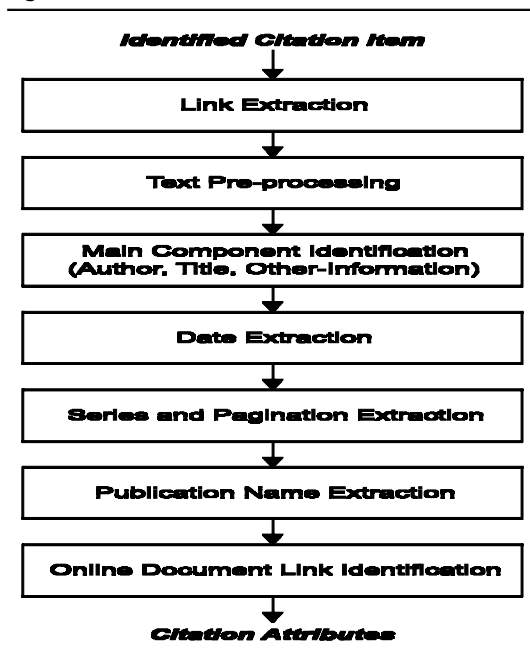 Identified Citation Item
Link Extraction
Text Pre-processing
Main Component Identification
(Author, Title, Other-Information)
Date Extraction
Series and Pagination Extraction
Publication Name Extraction
Online Document Link Identification
Citation Attributes